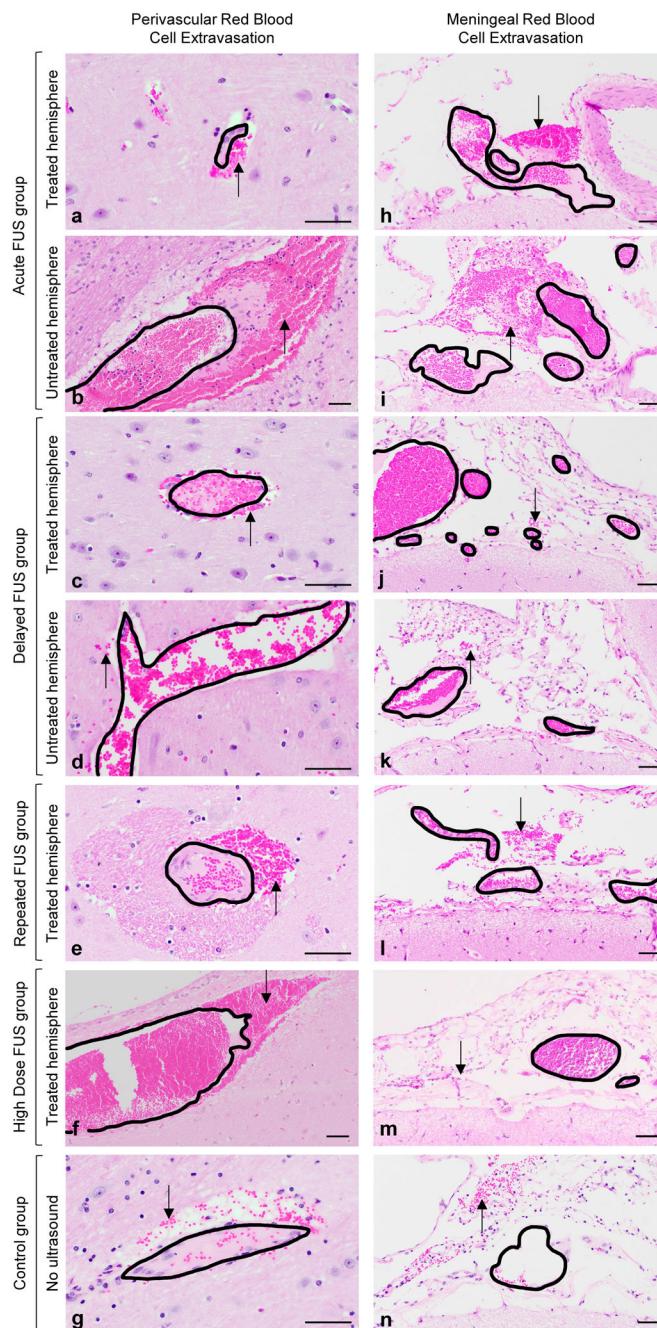 Perivascular Red Blood
Cell Extravasation
Meningeal Red Blood
Cell Extravasation
Acute FUS group
Treated hemisphere
a
h
Untreated hemisphere
b
i
Delayed FUS group
Treated hemisphere
c
j
Untreated hemisphere
d
k
Repeated FUS group
Treated hemisphere
e
l
High Dose FUS group
Treated hemisphere
f
m
Control group
No ultrasound
g
n